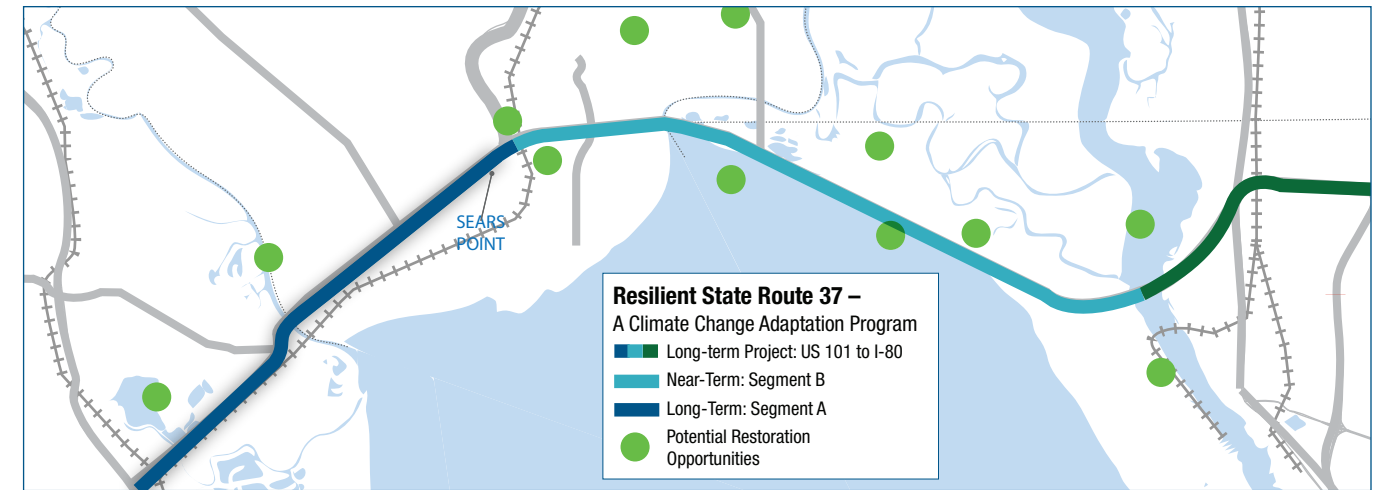 SEARS
POINT
Resilient State Route 37 –
A Climate Change Adaptation Program
Long-term Project: US 101 to I-80
Near-Term: Segment B
Long-Term: Segment A
Potential Restoration
Opportunities